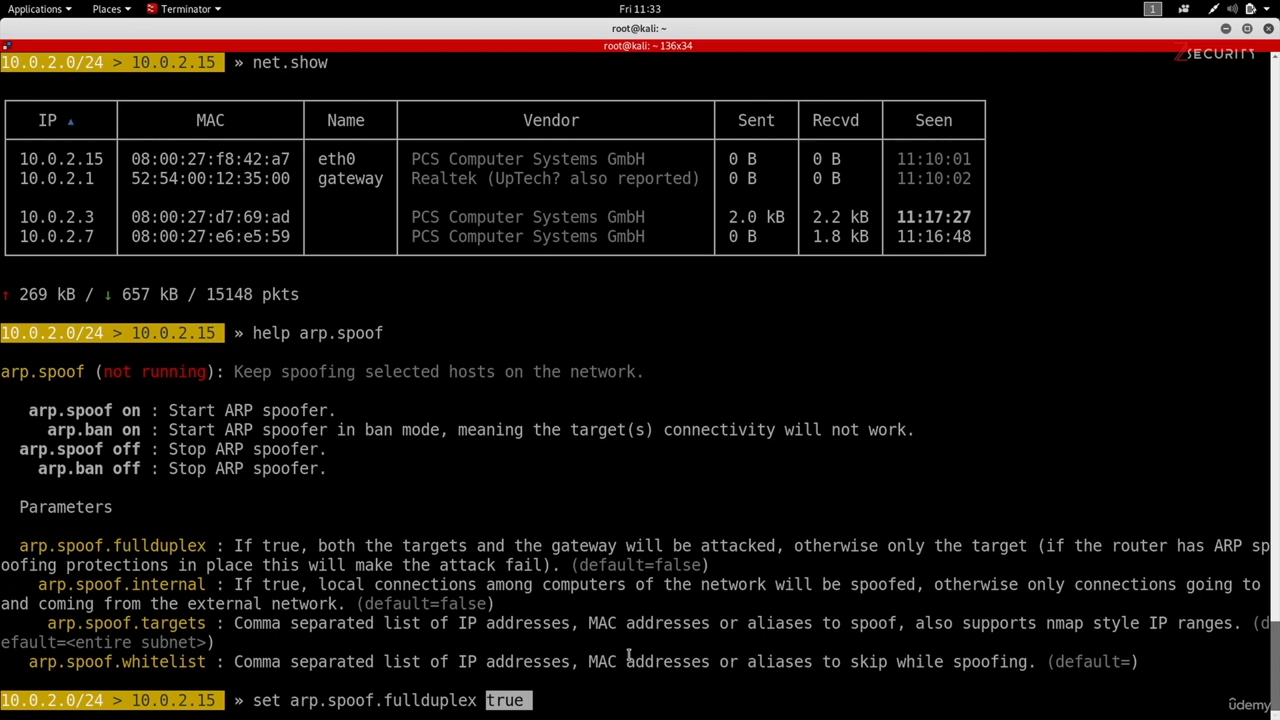 Applications Places Terminator Fri 11:33 1
root@kali: ~
root@kali: ~ 136x34
ZSECURITY
10.0.2.0/24 > 10.0.2.15 » net.show
IP ▲ MAC Name Vendor Sent Recvd Seen
10.0.2.15 08:00:27:f8:42:a7 eth0 PCS Computer Systems GmbH 0 B 0 B 11:10:01
10.0.2.1 52:54:00:12:35:00 gateway Realtek (UpTech? also reported) 0 B 0 B 11:10:02
10.0.2.3 08:00:27:d7:69:ad PCS Computer Systems GmbH 2.0 kB 2.2 kB 11:17:27
10.0.2.7 08:00:27:e6:e5:59 PCS Computer Systems GmbH 0 B 1.8 kB 11:16:48
↑ 269 kB / ↓ 657 kB / 15148 pkts
10.0.2.0/24 > 10.0.2.15 » help arp.spoof
arp.spoof (not running): Keep spoofing selected hosts on the network.
arp.spoof on : Start ARP spoofer.
arp.ban on : Start ARP spoofer in ban mode, meaning the target(s) connectivity will not work.
arp.spoof off : Stop ARP spoofer.
arp.ban off : Stop ARP spoofer.
Parameters
arp.spoof.fullduplex : If true, both the targets and the gateway will be attacked, otherwise only the target (if the router has ARP sp
oofing protections in place this will make the attack fail). (default=false)
arp.spoof.internal : If true, local connections among computers of the network will be spoofed, otherwise only connections going to
and coming from the external network. (default=false)
arp.spoof.targets : Comma separated list of IP addresses, MAC addresses or aliases to spoof, also supports nmap style IP ranges. (d
efault=<entire subnet>)
arp.spoof.whitelist : Comma separated list of IP addresses, MAC addresses or aliases to skip while spoofing. (default=)
10.0.2.0/24 > 10.0.2.15 » set arp.spoof.fullduplex true
ûdemy